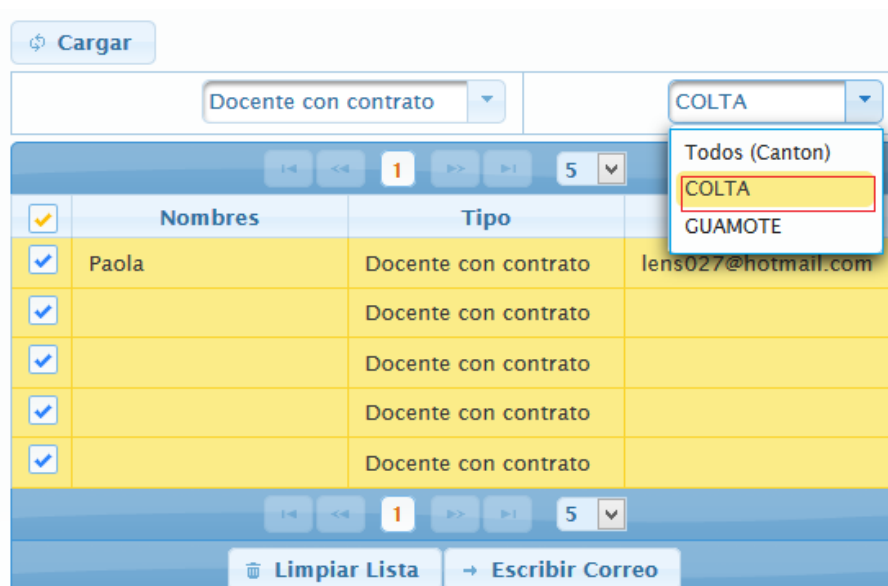 Cargar
Docente con contrato COLTA
Todos (Canton)
COLTA
GUAMOTE
1 5
Nombres Tipo
Paola Docente con contrato lens027@hotmail.com
Docente con contrato
Docente con contrato
Docente con contrato
Docente con contrato
1 5
Limpiar Lista Escribir Correo